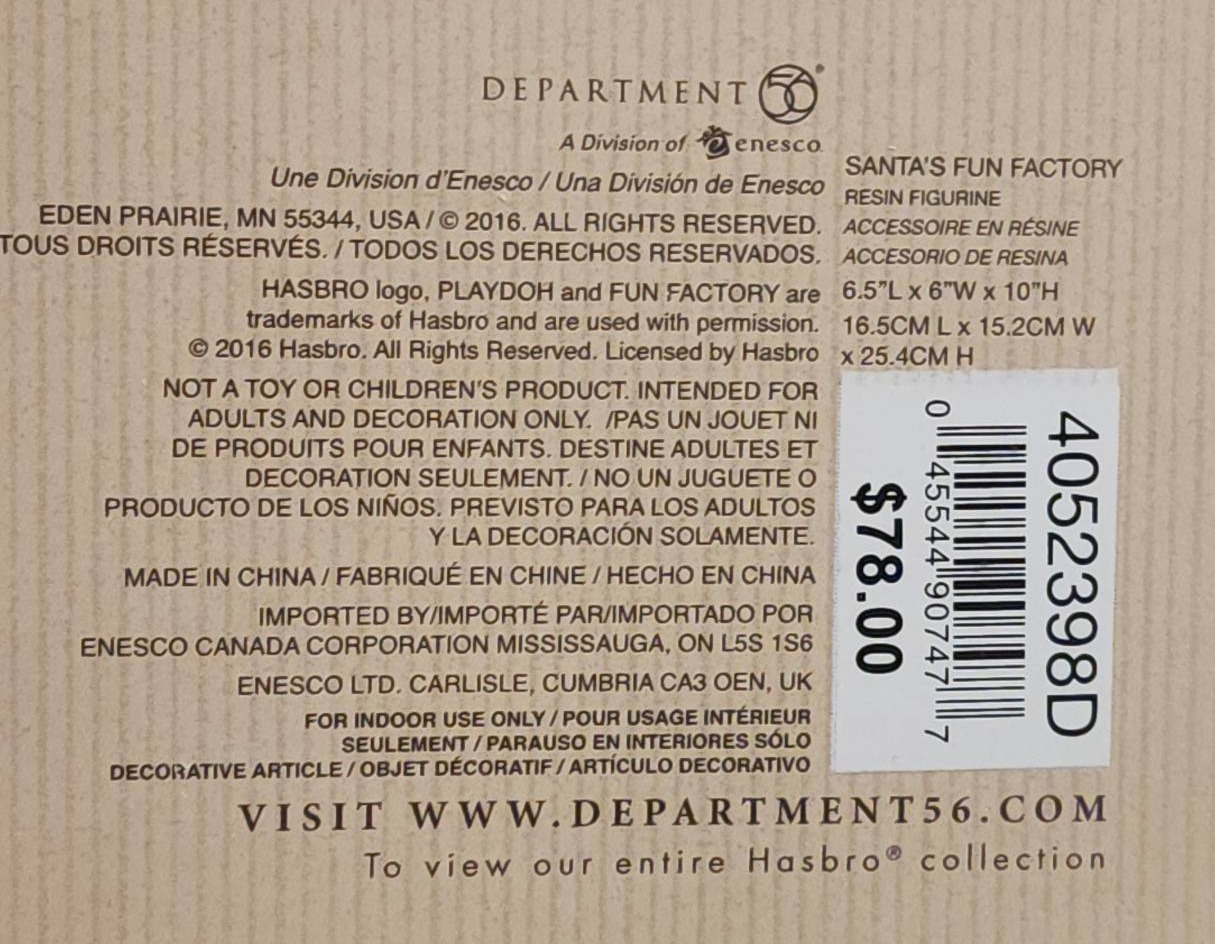 DEPARTMENT 56®
A Division of enesco
Une Division d'Enesco / Una División de Enesco
EDEN PRAIRIE, MN 55344, USA / © 2016. ALL RIGHTS RESERVED.
TOUS DROITS RÉSERVÉS. / TODOS LOS DERECHOS RESERVADOS.
HASBRO logo, PLAYDOH and FUN FACTORY are
trademarks of Hasbro and are used with permission.
© 2016 Hasbro. All Rights Reserved. Licensed by Hasbro
NOT A TOY OR CHILDREN'S PRODUCT. INTENDED FOR
ADULTS AND DECORATION ONLY. /PAS UN JOUET NI
DE PRODUITS POUR ENFANTS. DESTINE ADULTES ET
DECORATION SEULEMENT. / NO UN JUGUETE O
PRODUCTO DE LOS NIÑOS. PREVISTO PARA LOS ADULTOS
Y LA DECORACIÓN SOLAMENTE.
MADE IN CHINA / FABRIQUÉ EN CHINE / HECHO EN CHINA
IMPORTED BY/IMPORTÉ PAR/IMPORTADO POR
ENESCO CANADA CORPORATION MISSISSAUGA, ON L5S 1S6
ENESCO LTD. CARLISLE, CUMBRIA CA3 OEN, UK
FOR INDOOR USE ONLY / POUR USAGE INTÉRIEUR
SEULEMENT / PARAUSO EN INTERIORES SÓLO
DECORATIVE ARTICLE / OBJET DÉCORATIF / ARTÍCULO DECORATIVO
SANTA'S FUN FACTORY
RESIN FIGURINE
ACCESSOIRE EN RÉSINE
ACCESORIO DE RESINA
6.5"L x 6"W x 10"H
16.5CM L x 15.2CM W
x 25.4CM H
4052398D
0 45544 90747 7
$78.00
VISIT WWW.DEPARTMENT56.COM
To view our entire Hasbro® collection